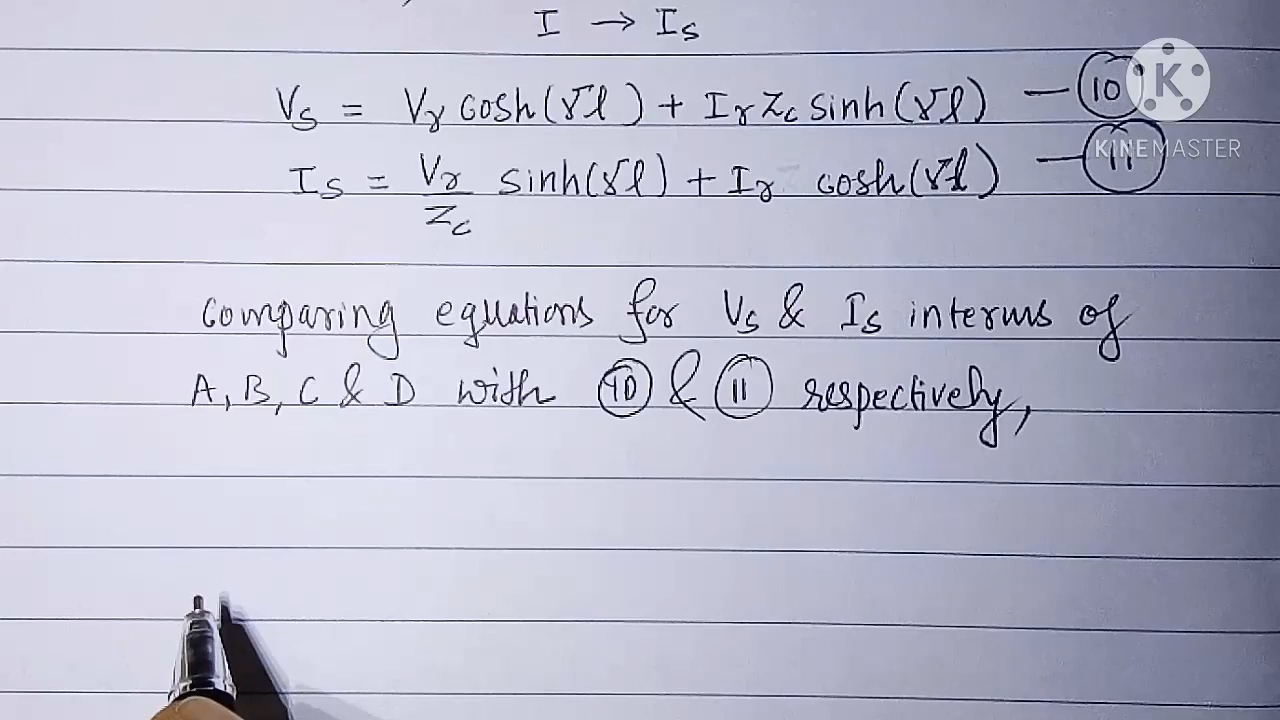 I → Is
Vs = Vr cosh(γl) + Ir Zc sinh(γl) — 10
Is = Vr/Zc sinh(γl) + Ir cosh(γl) — 11
K
KINEMASTER
Comparing equations for Vs & Is interms of
A, B, C & D with 10 & 11 respectively,